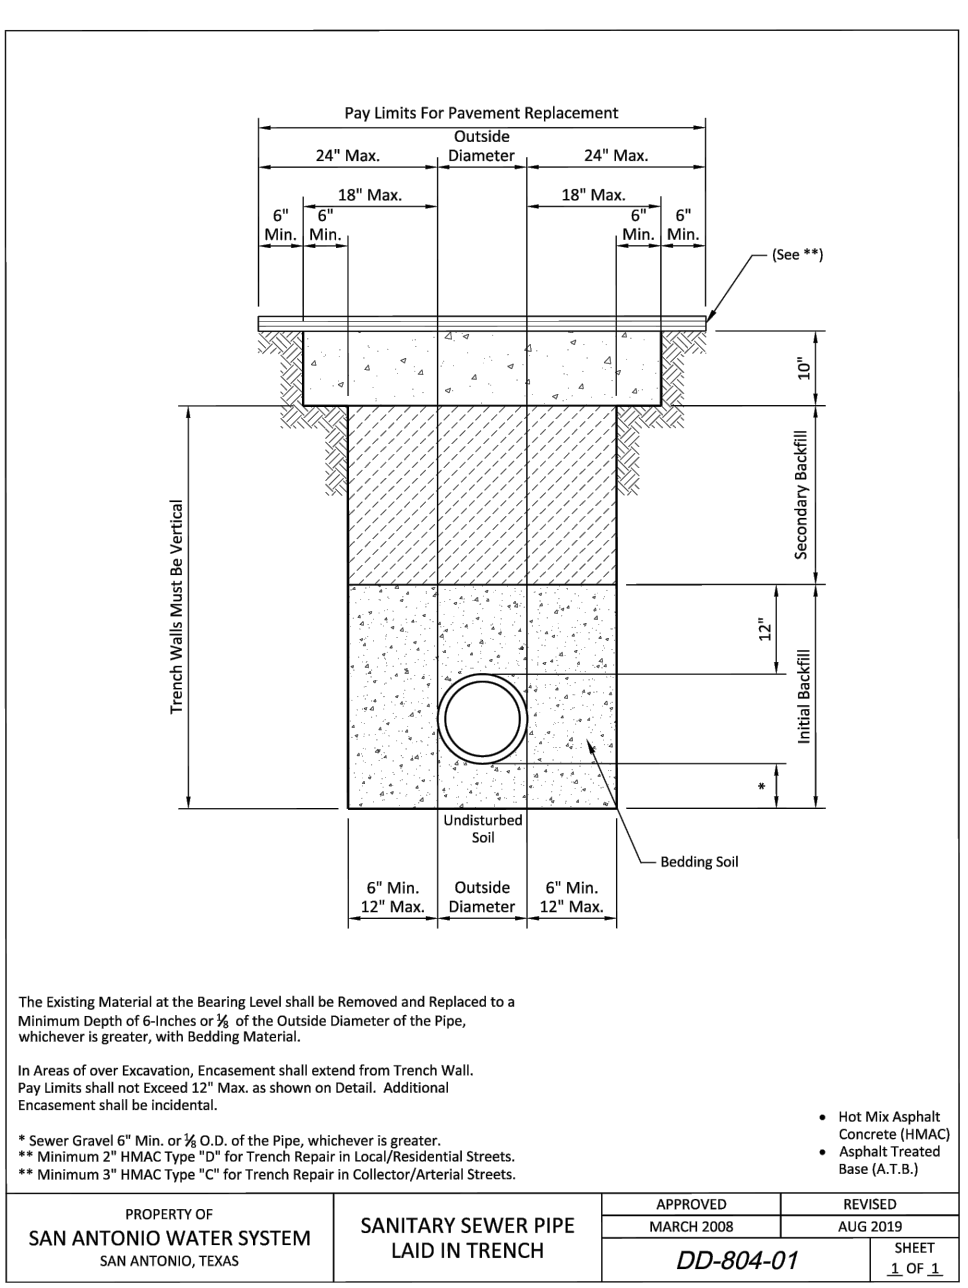 Pay Limits For Pavement Replacement
Outside
Diameter
24" Max.
24" Max.
18" Max.
18" Max.
6"
Min.
6"
Min.
6"
Min.
6"
Min.
(See **)
10"
Secondary Backfill
Trench Walls Must Be Vertical
12"
Initial Backfill
*
Undisturbed
Soil
Bedding Soil
6" Min.
12" Max.
Outside
Diameter
6" Min.
12" Max.
The Existing Material at the Bearing Level shall be Removed and Replaced to a
Minimum Depth of 6-Inches or ⅛ of the Outside Diameter of the Pipe,
whichever is greater, with Bedding Material.
In Areas of over Excavation, Encasement shall extend from Trench Wall.
Pay Limits shall not Exceed 12" Max. as shown on Detail. Additional
Encasement shall be incidental.
* Sewer Gravel 6" Min. or ⅛ O.D. of the Pipe, whichever is greater.
** Minimum 2" HMAC Type "D" for Trench Repair in Local/Residential Streets.
** Minimum 3" HMAC Type "C" for Trench Repair in Collector/Arterial Streets.
• Hot Mix Asphalt
Concrete (HMAC)
• Asphalt Treated
Base (A.T.B.)
PROPERTY OF
SAN ANTONIO WATER SYSTEM
SAN ANTONIO, TEXAS
SANITARY SEWER PIPE
LAID IN TRENCH
APPROVED
MARCH 2008
REVISED
AUG 2019
DD-804-01
SHEET
1 OF 1